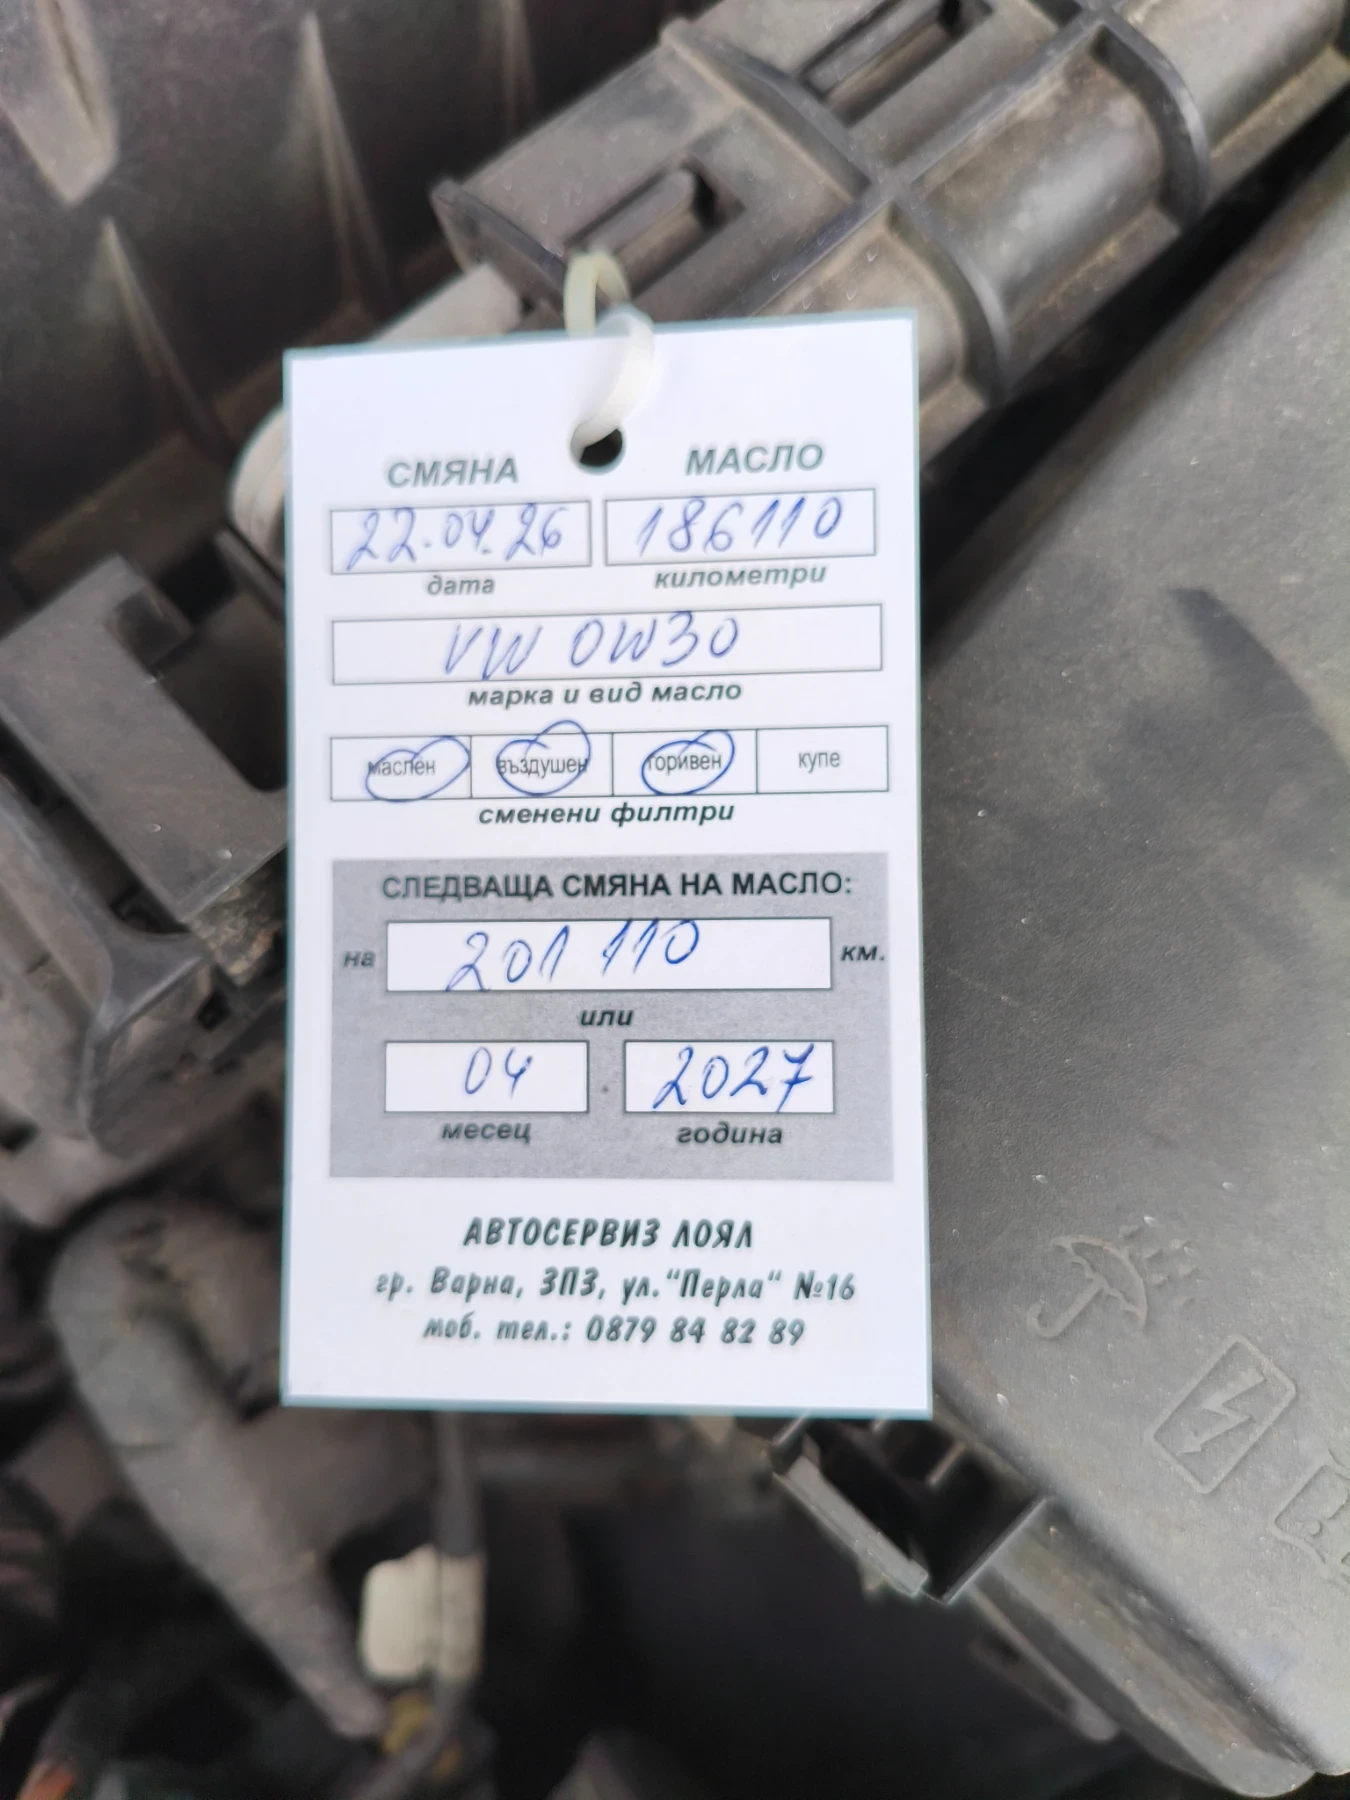 СМЯНА МАСЛО
22.04.26 186110
дата километри
VW 0W30
марка и вид масло
маслен въздушен горивен купе
сменени филтри
СЛЕДВАЩА СМЯНА НА МАСЛО:
на 201 110 км.
или
04 . 2027
месец година
АВТОСЕРВИЗ ЛОЯЛ
гр. Варна, ЗПЗ, ул."Перла" №16
моб. тел.: 0879 84 82 89